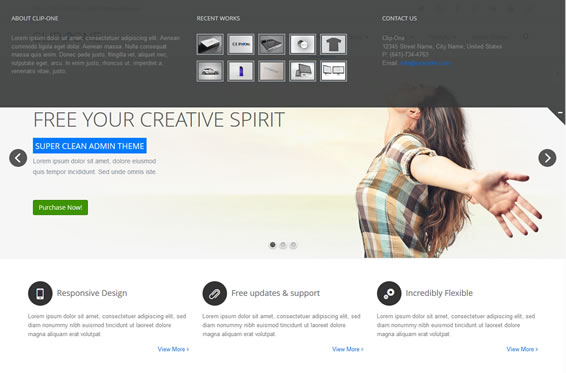 ABOUT CLIP-ONE
Lorem ipsum dolor sit amet, consectetuer adipiscing elit. Aenean
commodo ligula eget dolor. Aenean massa. Nulla consequat
massa quis enim. Donec pede justo, fringilla vel, aliquet nec,
vulputate eget, arcu. In enim justo, rhoncus ut, imperdiet a,
venenatis vitae, justo.
RECENT WORKS
CONTACT US
Clip-One
12345 Street Name, City Name, United States
P: (641)-734-4763
Email:
FREE YOUR CREATIVE SPIRIT
SUPER CLEAN ADMIN THEME
Lorem ipsum dolor sit amet, dolore eiusmod
quis tempor incididunt. Sed unde omnis iste.
Purchase Now!
Responsive Design
Lorem ipsum dolor sit amet, consectetuer adipiscing elit, sed
diam nonummy nibh euismod tincidunt ut laoreet dolore magna
aliquam erat volutpat.
View More
Free updates & support
Lorem ipsum dolor sit amet, consectetuer adipiscing elit, sed
diam nonummy nibh euismod tincidunt ut laoreet dolore magna
aliquam erat volutpat.
View More
Incredibly Flexible
Lorem ipsum dolor sit amet, consectetuer adipiscing elit, sed
diam nonummy nibh euismod tincidunt ut laoreet dolore magna
aliquam erat volutpat.
View More